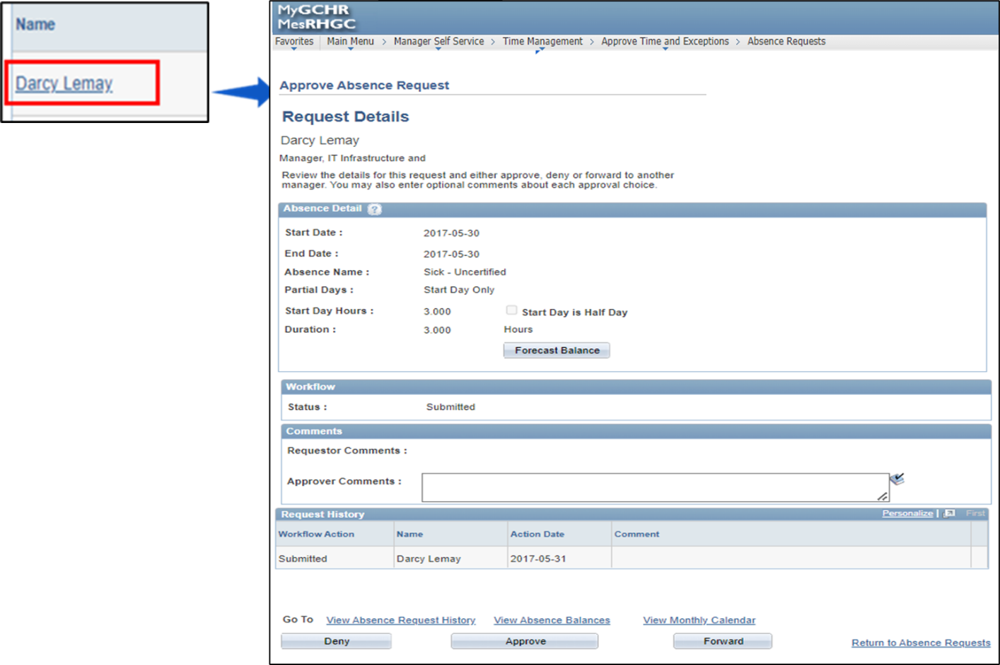 Name
Darcy Lemay
MyGCHR
MesRHGC
Favorites Main Menu > Manager Self Service > Time Management > Approve Time and Exceptions > Absence Requests
Approve Absence Request
Request Details
Darcy Lemay
Manager, IT Infrastructure and
Review the details for this request and either approve, deny or forward to another
manager. You may also enter optional comments about each approval choice.
Absence Detail ?
Start Date : 2017-05-30
End Date : 2017-05-30
Absence Name : Sick - Uncertified
Partial Days : Start Day Only
Start Day Hours : 3.000 Start Day is Half Day
Duration : 3.000 Hours
Forecast Balance
Workflow
Status : Submitted
Comments
Requestor Comments :
Approver Comments :
Request History Personalize | First
Workflow Action Name Action Date Comment
Submitted Darcy Lemay 2017-05-31
Go To View Absence Request History View Absence Balances View Monthly Calendar
Deny Approve Forward Return to Absence Requests